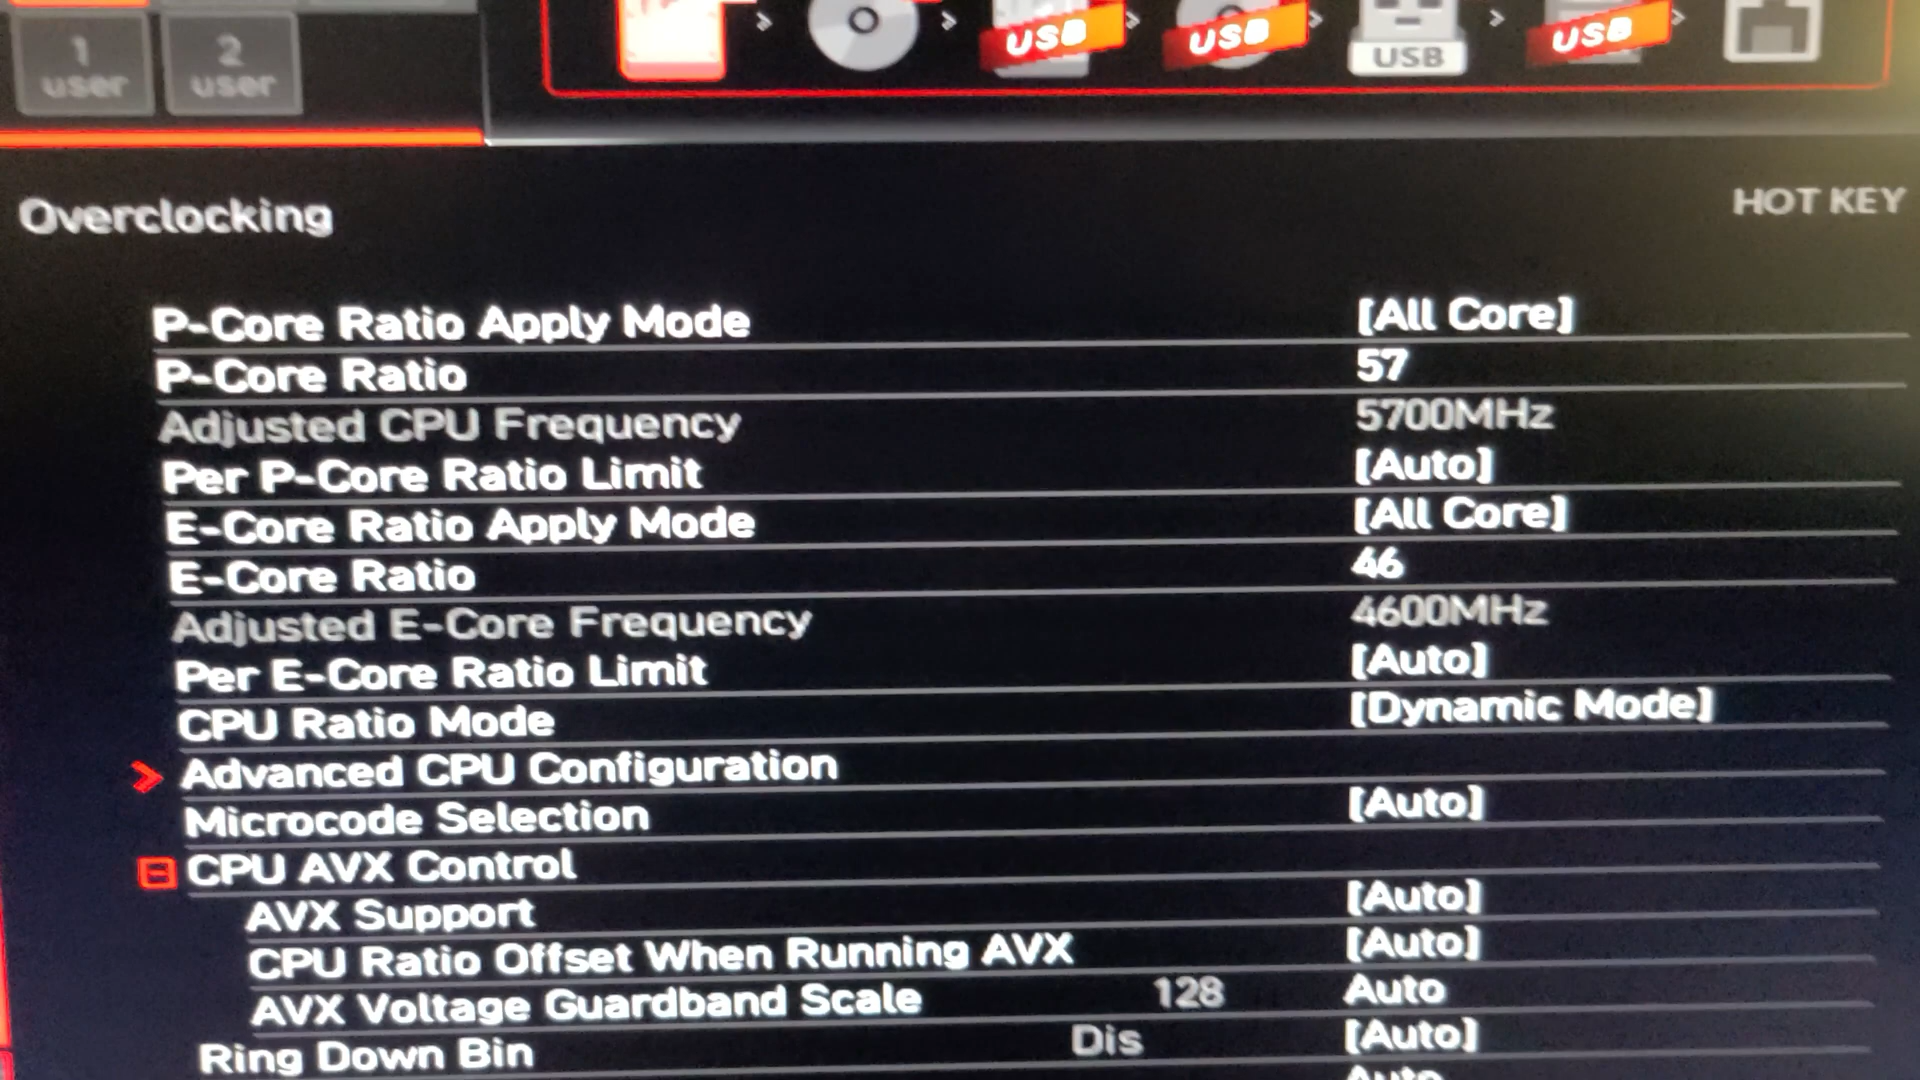 1
user
2
user
USB
USB
USB
USB
Overclocking
HOT KEY
P-Core Ratio Apply Mode [All Core]
P-Core Ratio 57
Adjusted CPU Frequency 5700MHz
Per P-Core Ratio Limit [Auto]
E-Core Ratio Apply Mode [All Core]
E-Core Ratio 46
Adjusted E-Core Frequency 4600MHz
Per E-Core Ratio Limit [Auto]
CPU Ratio Mode [Dynamic Mode]
Advanced CPU Configuration
Microcode Selection [Auto]
CPU AVX Control
AVX Support [Auto]
CPU Ratio Offset When Running AVX [Auto]
AVX Voltage Guardband Scale 128 Auto
Ring Down Bin Dis [Auto]
Auto